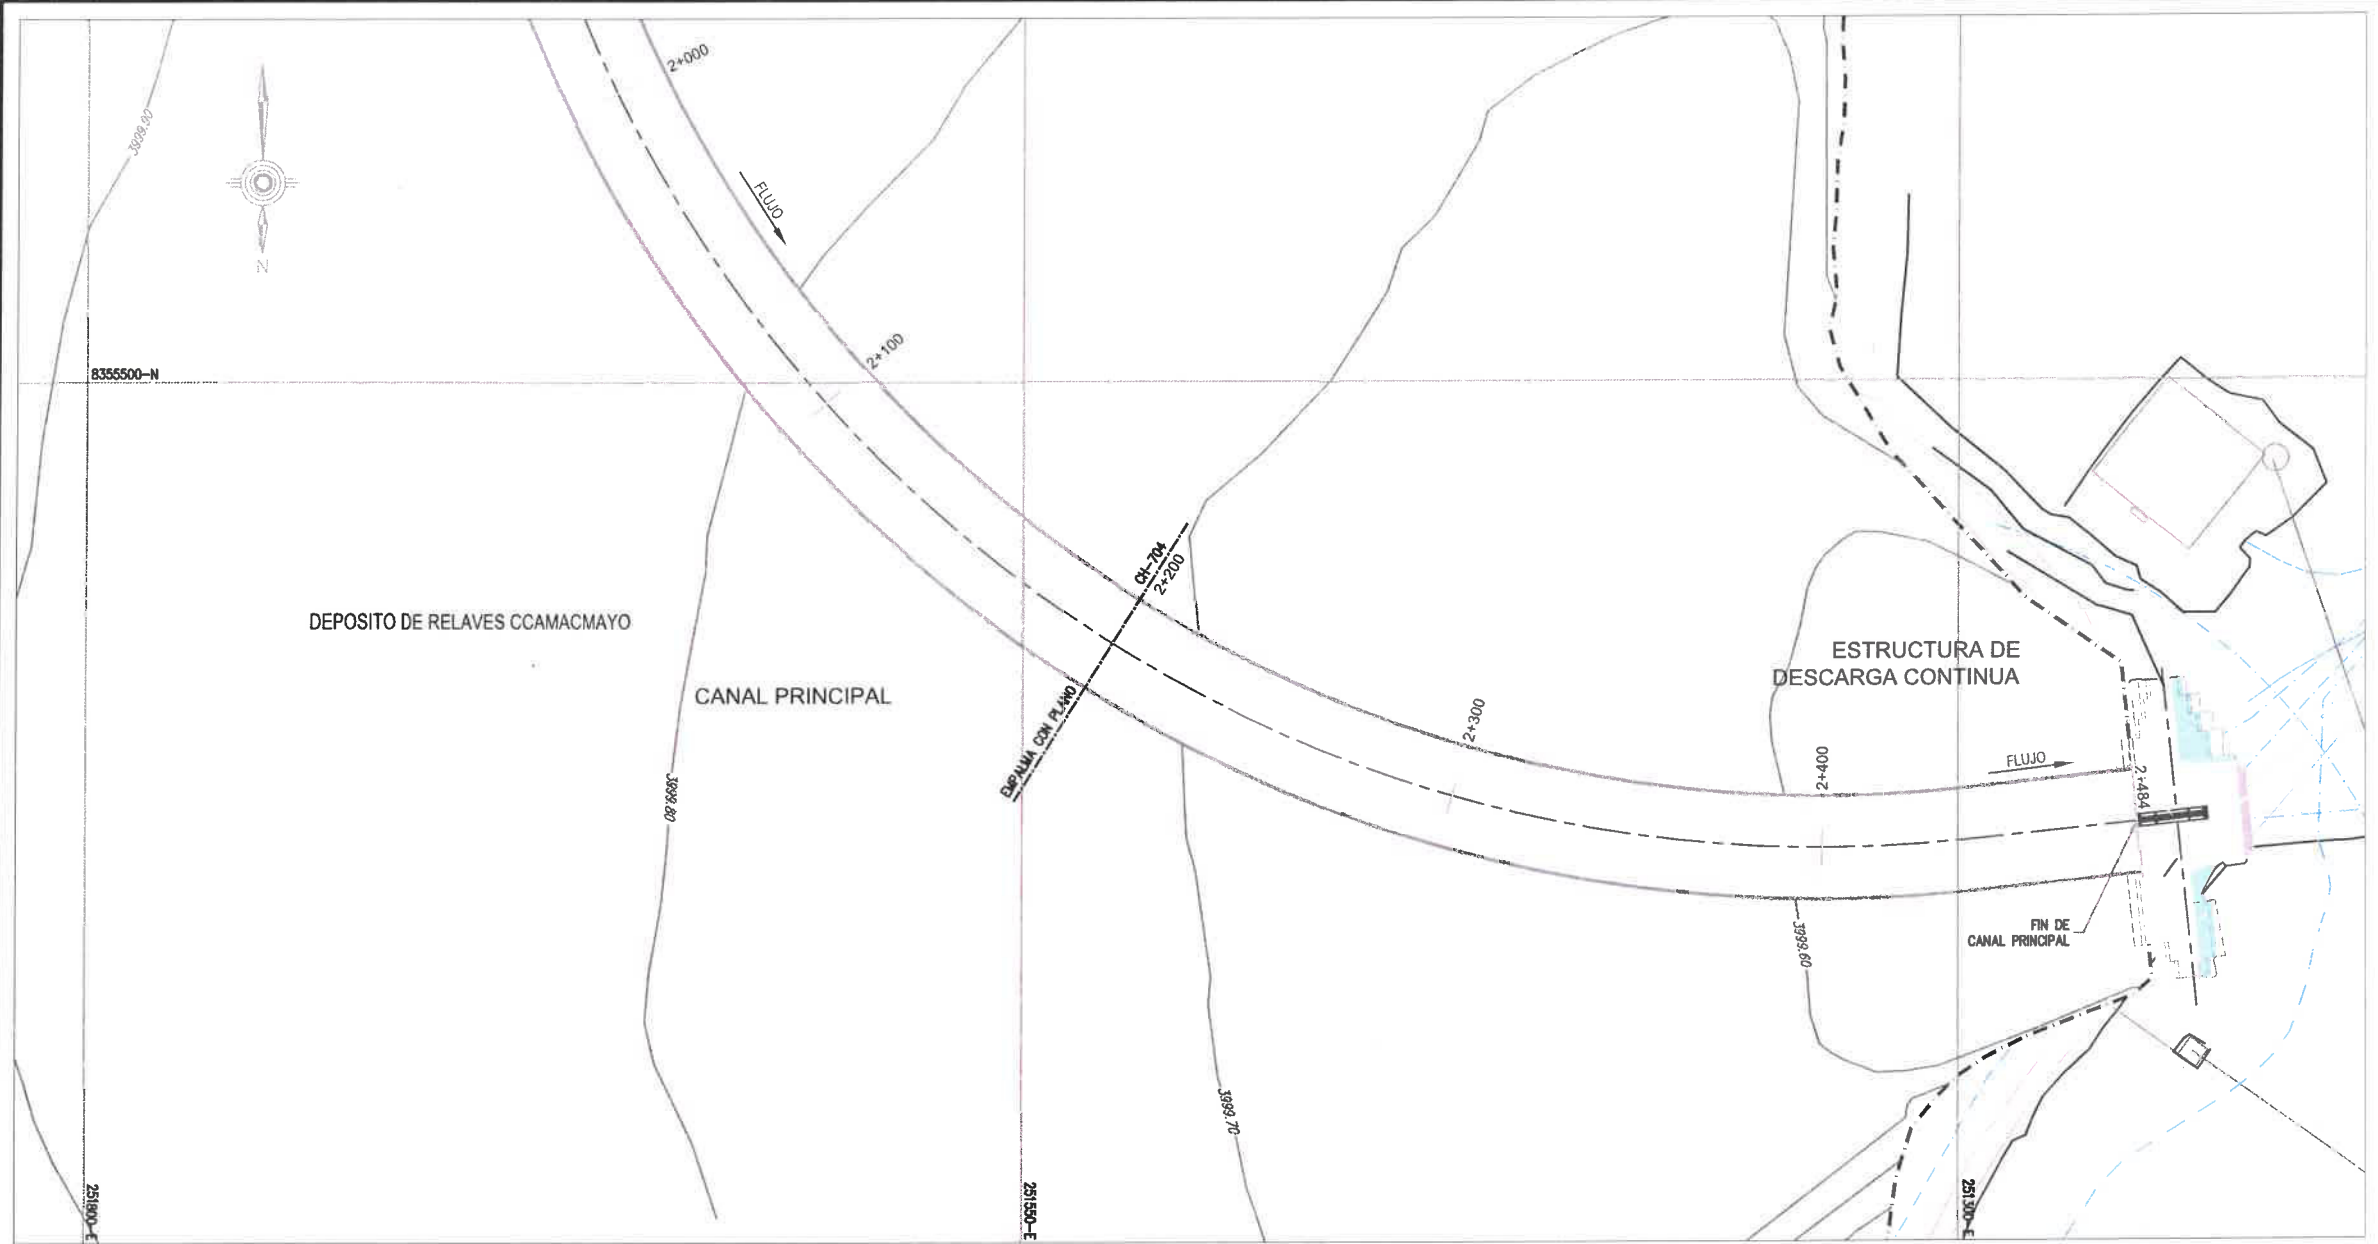 2+000
3999.90
FLUJO
N
2+100
8355500-N
CH-704
2+200
DEPOSITO DE RELAVES CCAMACMAYO
CANAL PRINCIPAL
EMPALMA CON PLANO
ESTRUCTURA DE
DESCARGA CONTINUA
2+300
2+400
FLUJO
2+484
3999.80
3999.60
FIN DE
CANAL PRINCIPAL
3999.70
251800-E
251550-E
251300-E